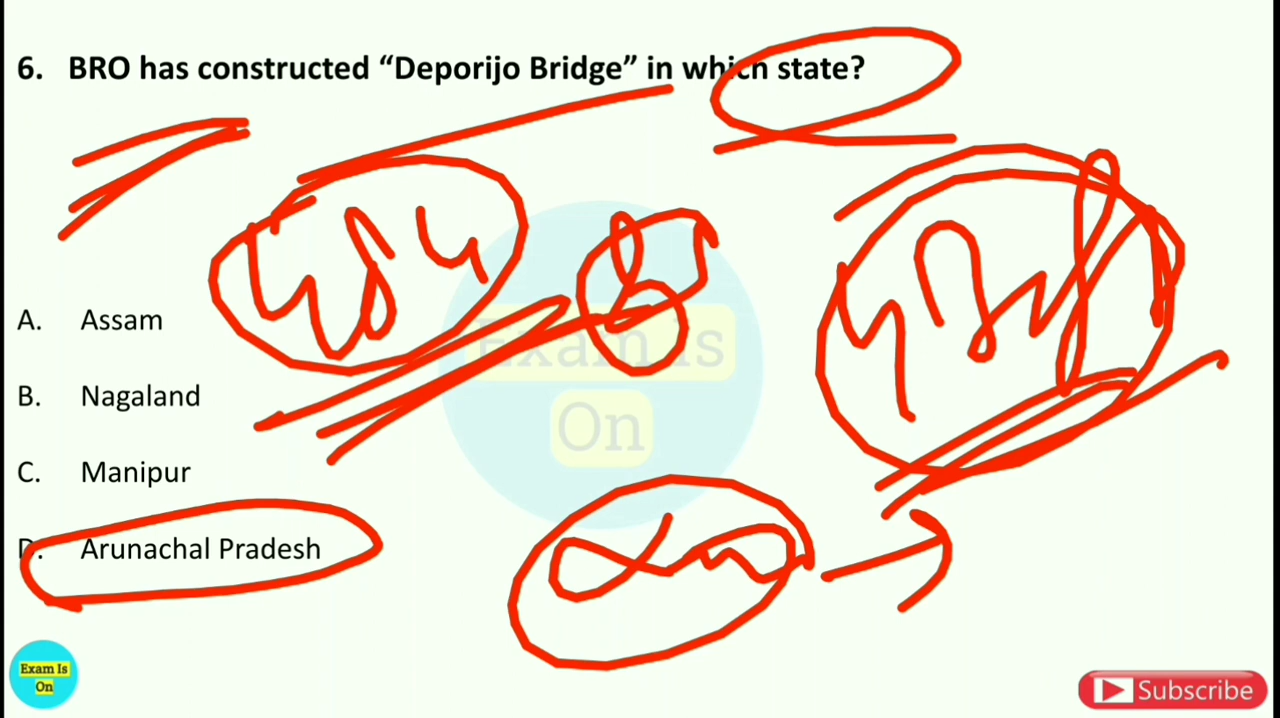 6. BRO has constructed “Deporijo Bridge” in which state?
A. Assam
B. Nagaland
C. Manipur
D. Arunachal Pradesh
Exam Is
On
Exam Is
On
Subscribe